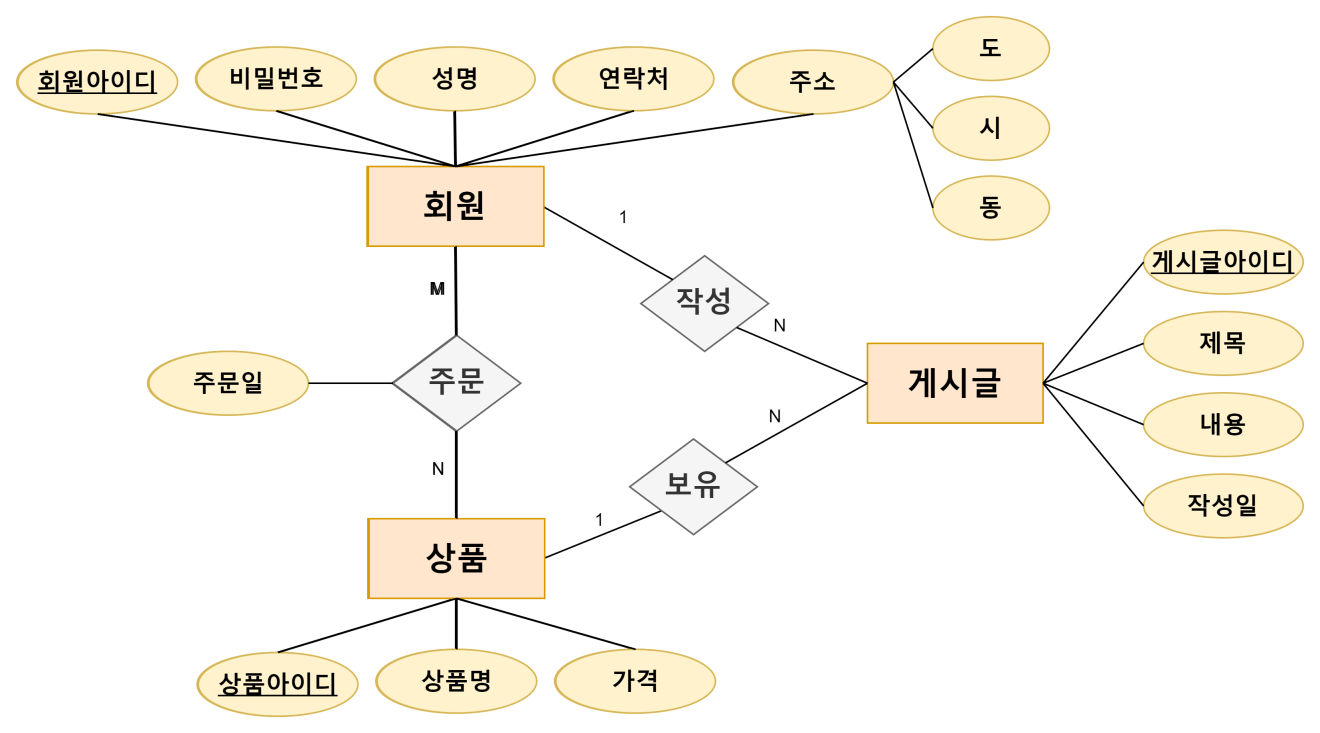 회원아이디
비밀번호
성명
연락처
주소
도
시
동
회원
1
작성
N
M
주문일
주문
N
게시글
게시글아이디
제목
내용
작성일
N
보유
1
상품
상품아이디
상품명
가격